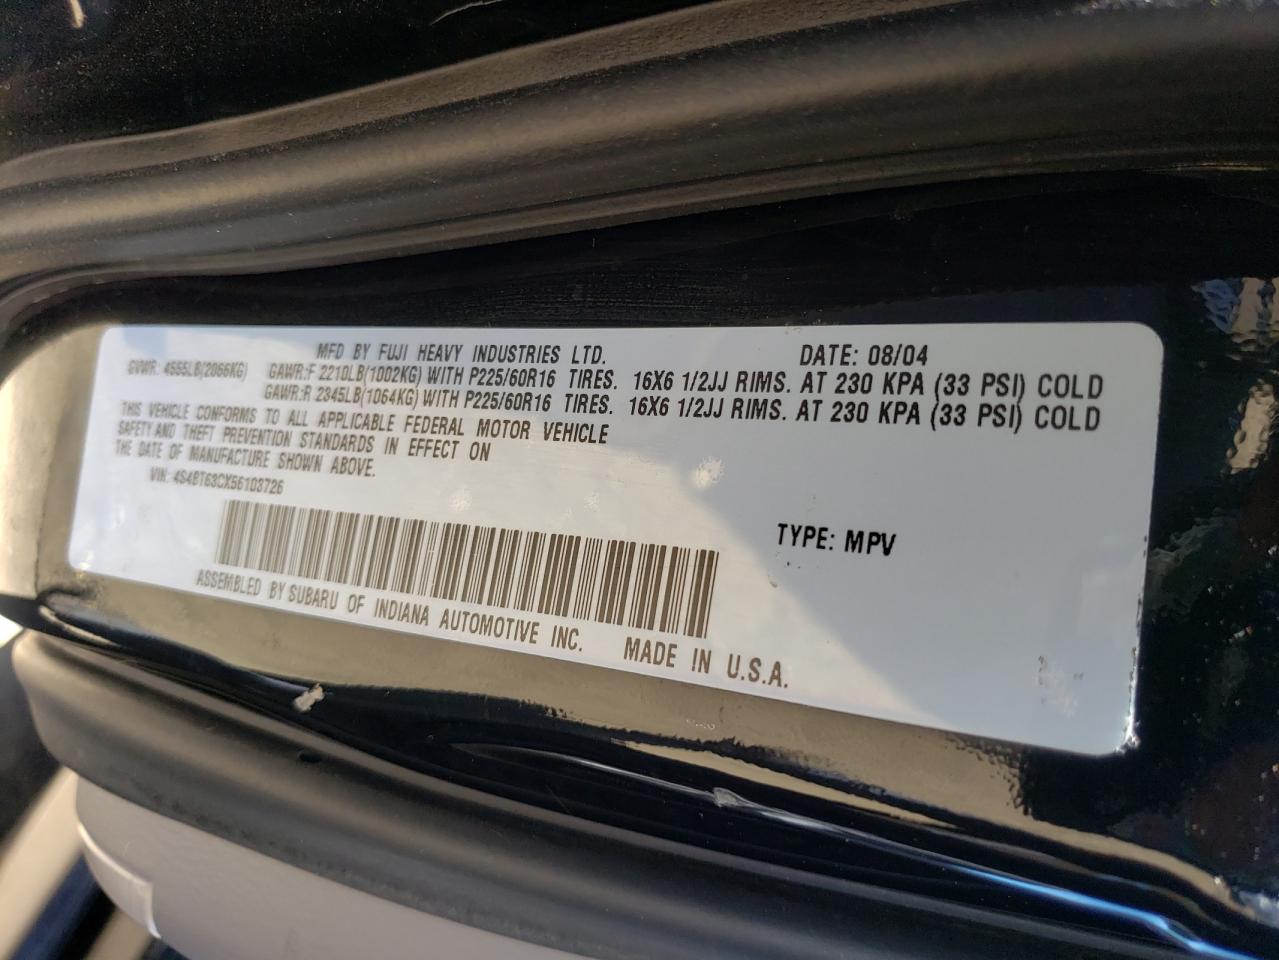 MFD BY FUJI HEAVY INDUSTRIES LTD. DATE: 08/04
GVWR: 4555LB(2066KG) GAWR:F 2210LB(1002KG) WITH P225/60R16 TIRES. 16X6 1/2JJ RIMS. AT 230 KPA (33 PSI) COLD
GAWR:R 2345LB(1064KG) WITH P225/60R16 TIRES. 16X6 1/2JJ RIMS. AT 230 KPA (33 PSI) COLD
THIS VEHICLE CONFORMS TO ALL APPLICABLE FEDERAL MOTOR VEHICLE
SAFETY AND THEFT PREVENTION STANDARDS IN EFFECT ON
THE DATE OF MANUFACTURE SHOWN ABOVE.
VIN: 4S4BT63CX56103726
TYPE: MPV
ASSEMBLED BY SUBARU OF INDIANA AUTOMOTIVE INC. MADE IN U.S.A.